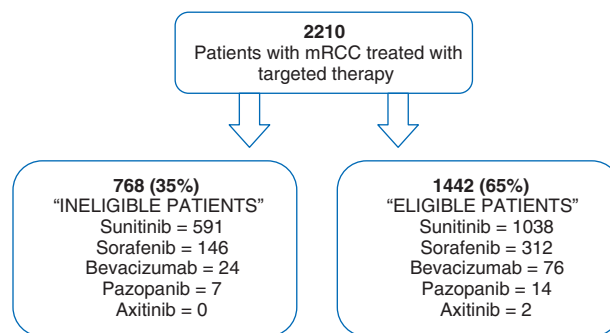 2210
Patients with mRCC treated with
targeted therapy
768 (35%)
“INELIGIBLE PATIENTS”
Sunitinib = 591
Sorafenib = 146
Bevacizumab = 24
Pazopanib = 7
Axitinib = 0
1442 (65%)
“ELIGIBLE PATIENTS”
Sunitinib = 1038
Sorafenib = 312
Bevacizumab = 76
Pazopanib = 14
Axitinib = 2